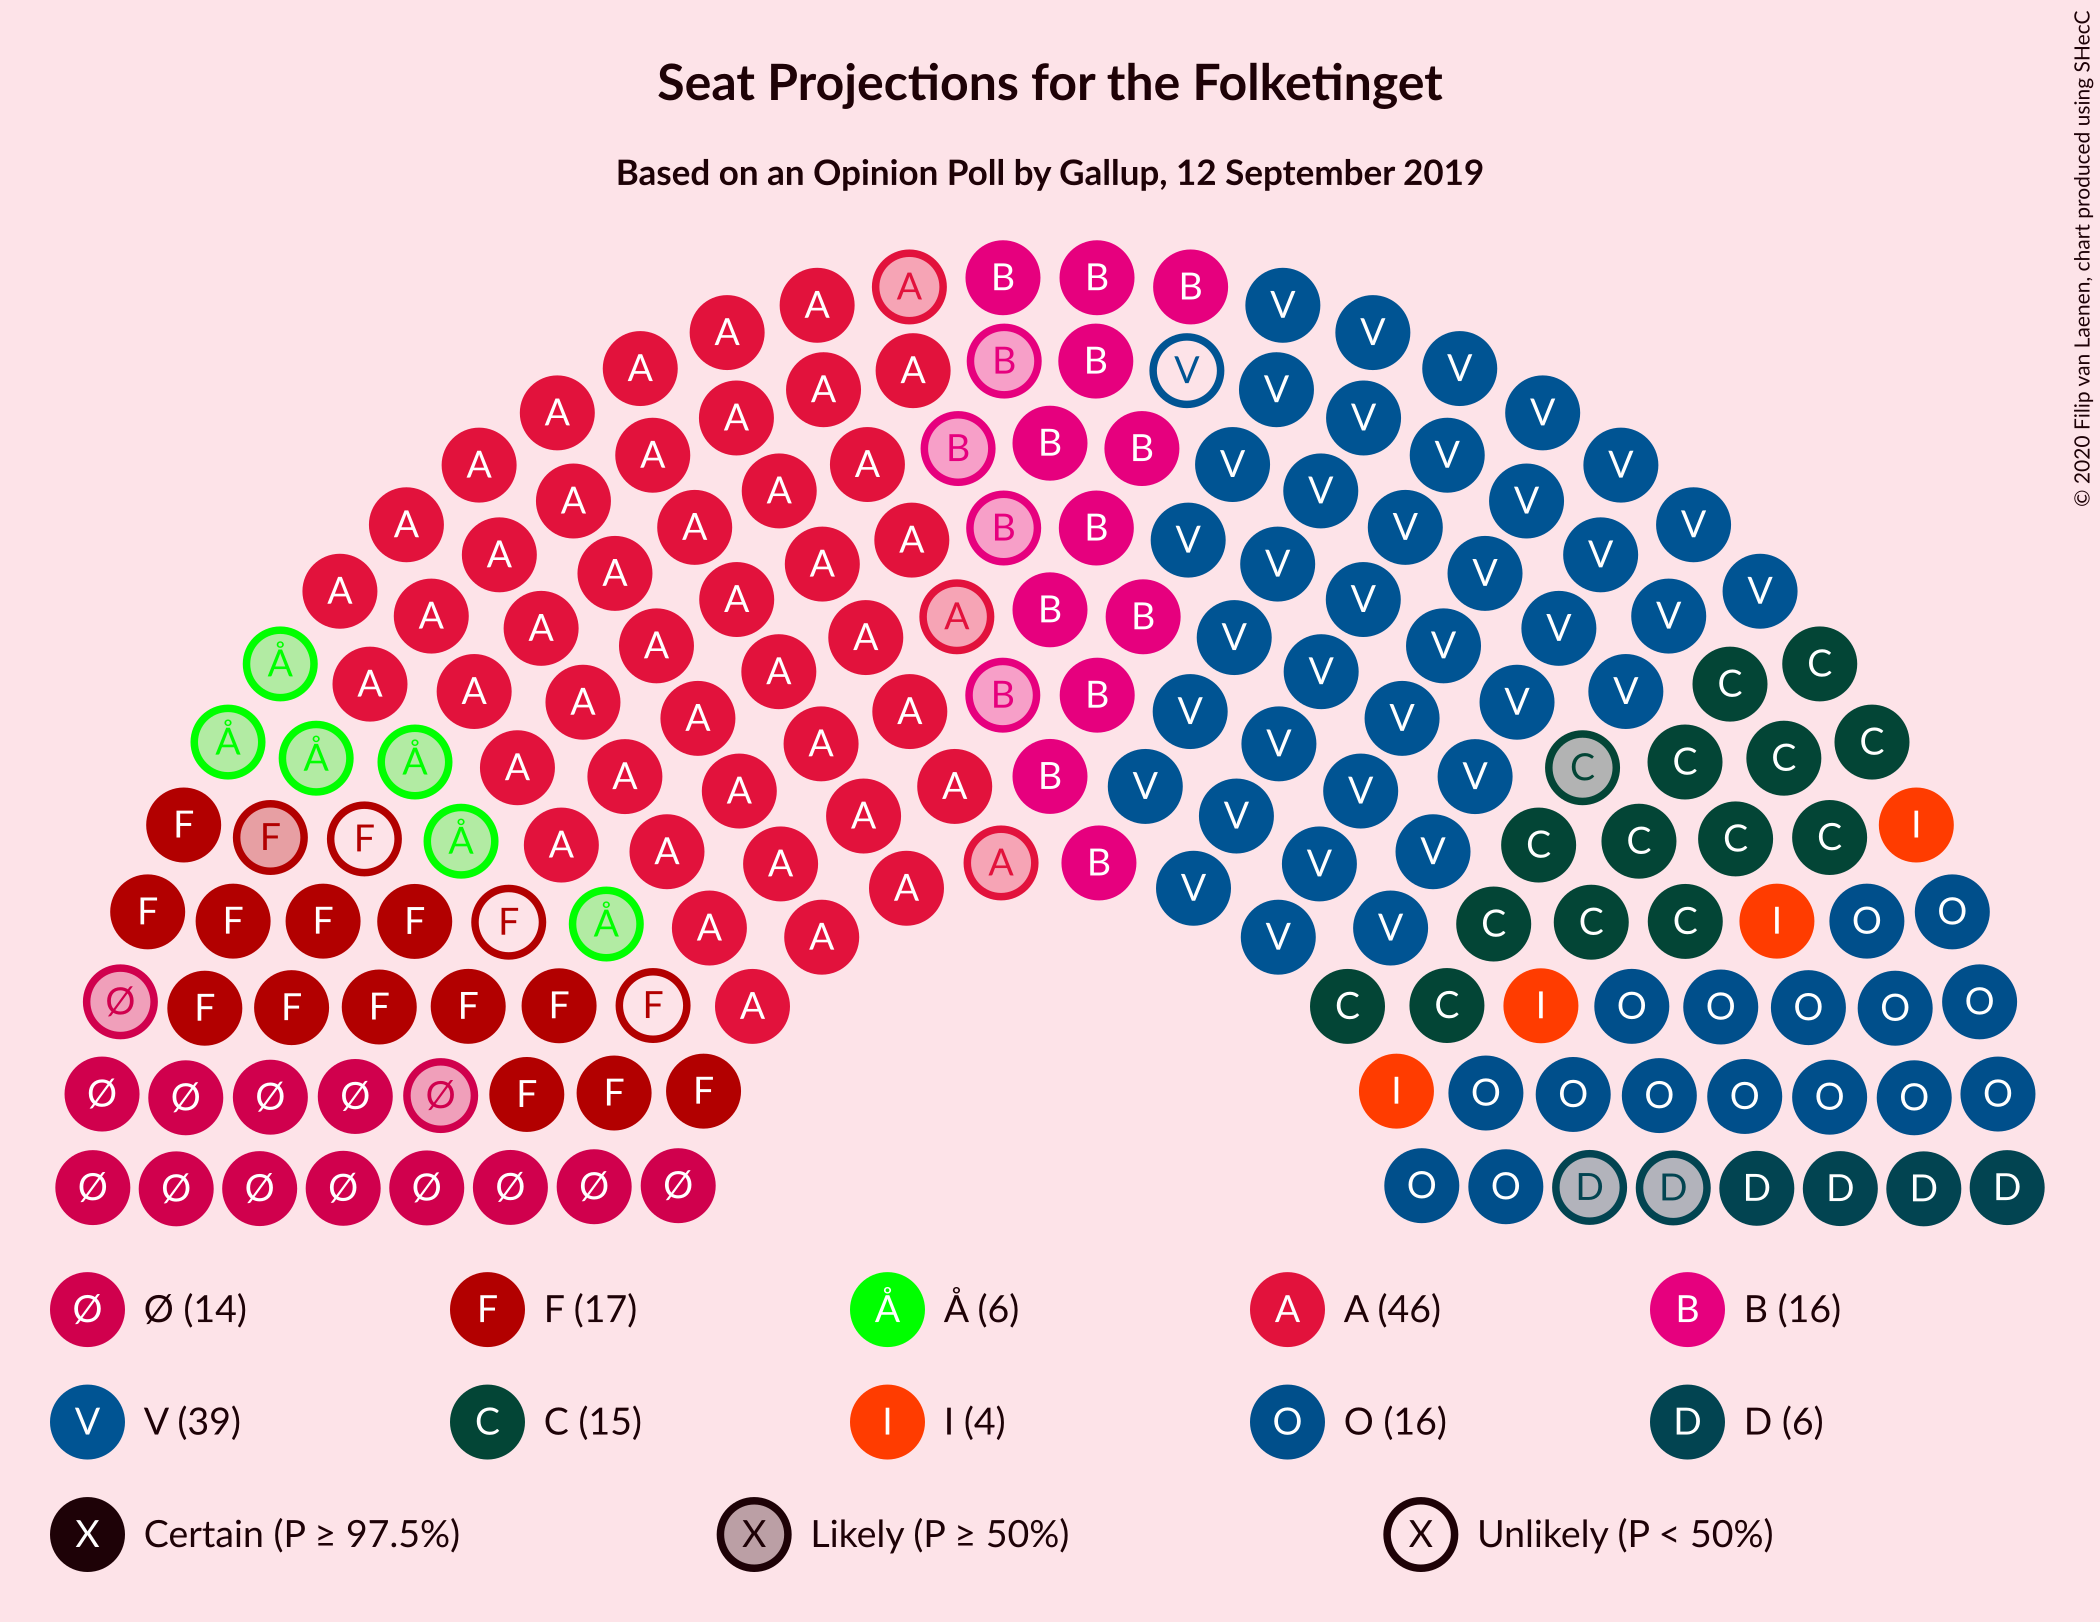 Seat Projections for the Folketinget
Based on an Opinion Poll by Gallup, 12 September 2019
© 2020 Filip van Laenen, chart produced using SHecC
B B
A B
A V
A V
B B
A V V
A V
A A V V
A V
B B B
A V
A A V V
A V
A A V V
A V
B B
A V
A A V V
A A V V
A V
A A V V
A V
A B B
A A V V
A V
A A V V
Å C C
A A V V
A C
A V
B B
A V
A A V V
Å A A V V C
Å Å A A V V C C C
A B V
A A V V
A V
F F F Å A C C C C I
A A V V
A B
A V
F F F F F Å A A V V C C C I O O
Ø F F F F F F A C C I O O O O O
Ø Ø Ø Ø Ø F F F I O O O O O O O
Ø Ø Ø Ø Ø Ø Ø Ø O O D D D D D D
Ø Ø (14) F F (17) Å Å (6) A A (46) B B (16)
V V (39) C C (15) I I (4) O O (16) D D (6)
X Certain (P ≥ 97.5%) X Likely (P ≥ 50%) X Unlikely (P < 50%)